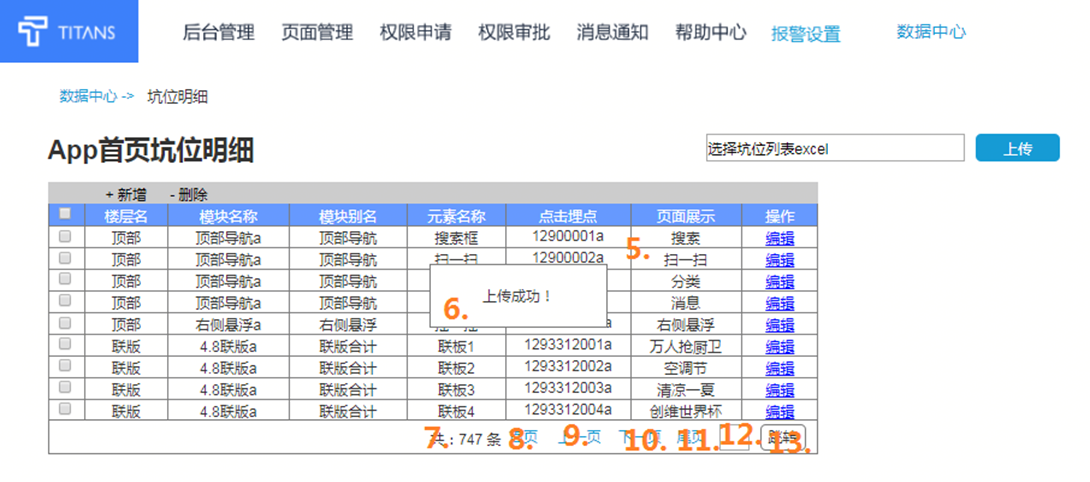 TITANS 后台管理 页面管理 权限申请 权限审批 消息通知 帮助中心 报警设置 数据中心
数据中心 -> 坑位明细
App首页坑位明细 选择坑位列表excel 上传
+ 新增 - 删除
楼层名 模块名称 模块别名 元素名称 点击埋点 页面展示 操作
顶部 顶部导航a 顶部导航 搜索框 12900001a 搜索 编辑
5.
顶部 顶部导航a 顶部导航 扫一扫 12900002a 扫一扫 编辑
顶部 顶部导航a 顶部导航 分类 编辑
上传成功！
顶部 顶部导航a 顶部导航 消息 编辑
6.
顶部 右侧悬浮a 右侧悬浮 a 右侧悬浮 编辑
联版 4.8联版a 联版合计 联板1 1293312001a 万人抢厨卫 编辑
联版 4.8联版a 联版合计 联板2 1293312002a 空调节 编辑
联版 4.8联版a 联版合计 联板3 1293312003a 清凉一夏 编辑
联版 4.8联版a 联版合计 联板4 1293312004a 创维世界杯 编辑
共：747 条 首页 上一页 下一页 尾页 跳转
7. 8. 9. 10. 11. 12. 13.